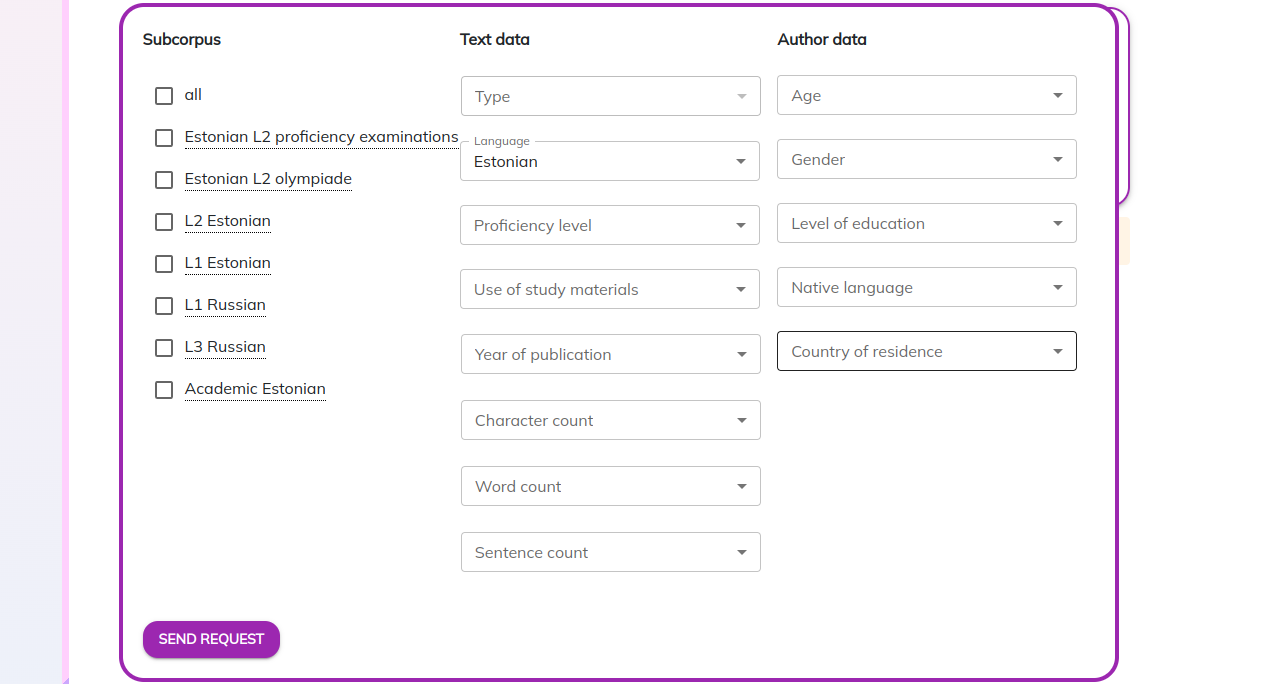 Subcorpus
all
Estonian L2 proficiency examinations
Estonian L2 olympiade
L2 Estonian
L1 Estonian
L1 Russian
L3 Russian
Academic Estonian
Text data
Type
Language
Estonian
Proficiency level
Use of study materials
Year of publication
Character count
Word count
Sentence count
Author data
Age
Gender
Level of education
Native language
Country of residence
SEND REQUEST